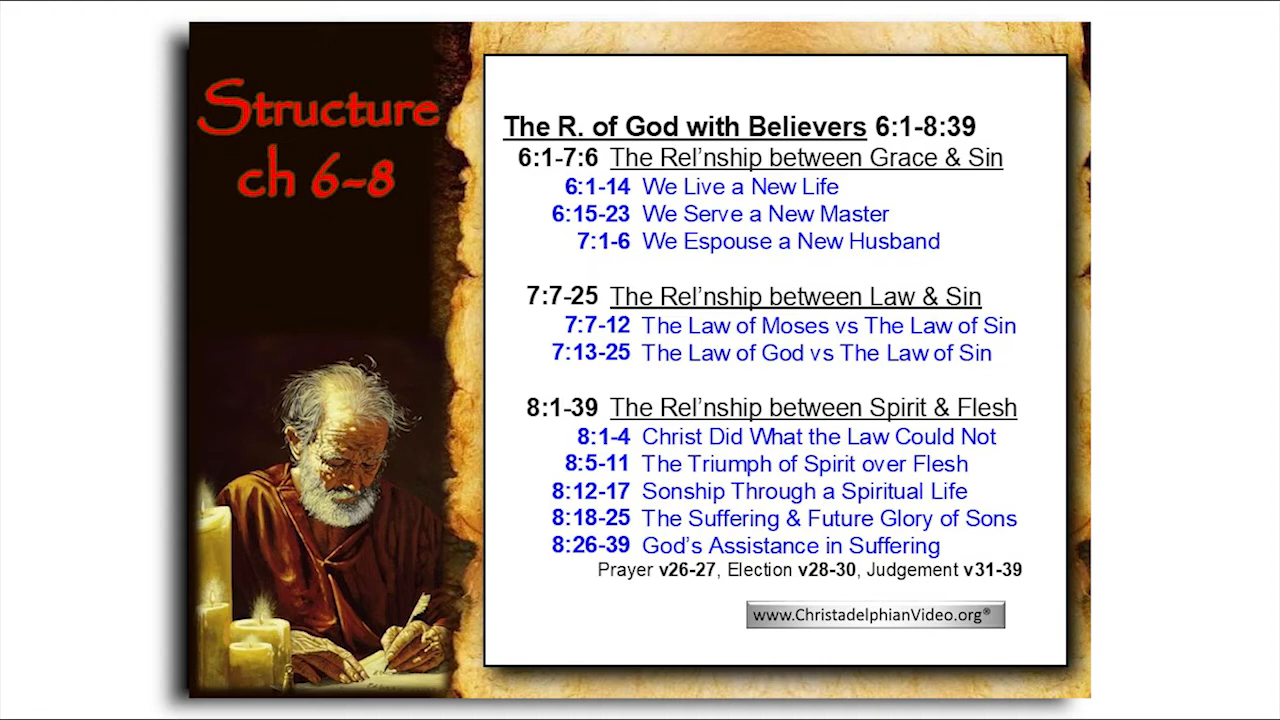 Structure
ch 6-8
The R. of God with Believers 6:1-8:39
6:1-7:6 The Rel'nship between Grace & Sin
6:1-14 We Live a New Life
6:15-23 We Serve a New Master
7:1-6 We Espouse a New Husband
7:7-25 The Rel'nship between Law & Sin
7:7-12 The Law of Moses vs The Law of Sin
7:13-25 The Law of God vs The Law of Sin
8:1-39 The Rel'nship between Spirit & Flesh
8:1-4 Christ Did What the Law Could Not
8:5-11 The Triumph of Spirit over Flesh
8:12-17 Sonship Through a Spiritual Life
8:18-25 The Suffering & Future Glory of Sons
8:26-39 God's Assistance in Suffering
Prayer v26-27, Election v28-30, Judgement v31-39
www.ChristadelphianVideo.org®